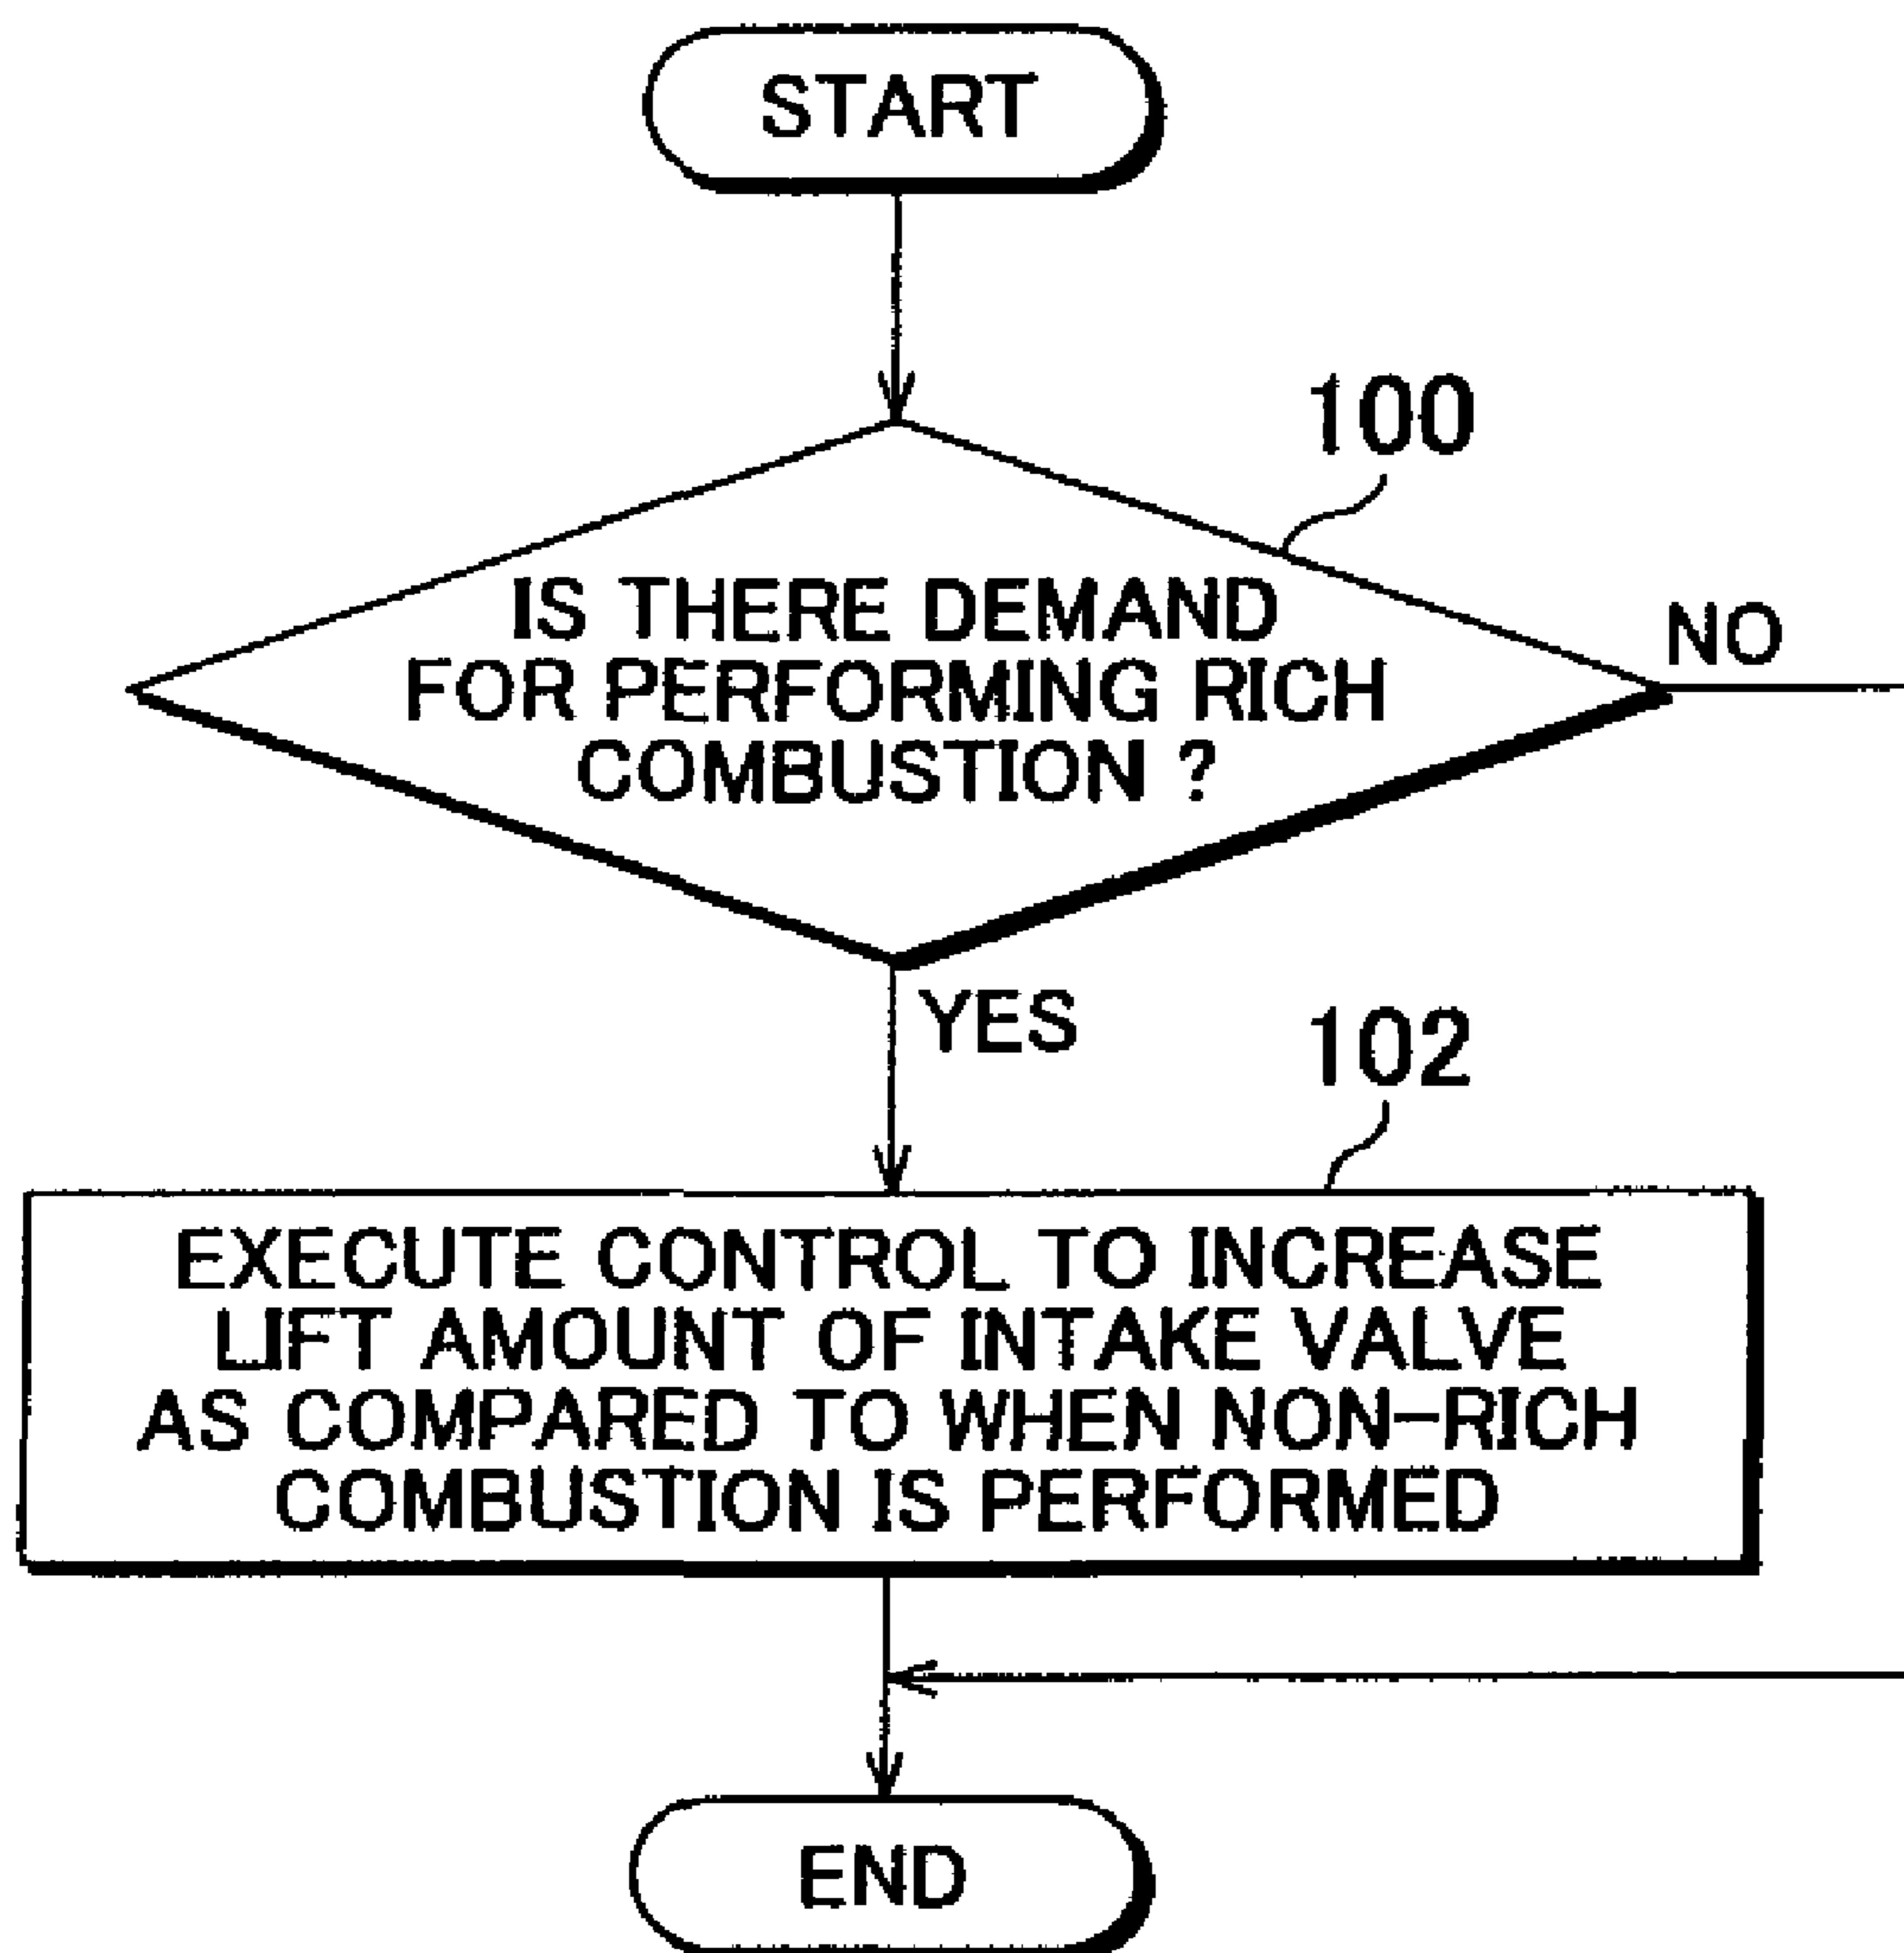 START
100
IS THERE DEMAND
FOR PERFORMING RICH
COMBUSTION ?
NO
YES
102
EXECUTE CONTROL TO INCREASE
LIFT AMOUNT OF INTAKE VALVE
AS COMPARED TO WHEN NON-RICH
COMBUSTION IS PERFORMED
END